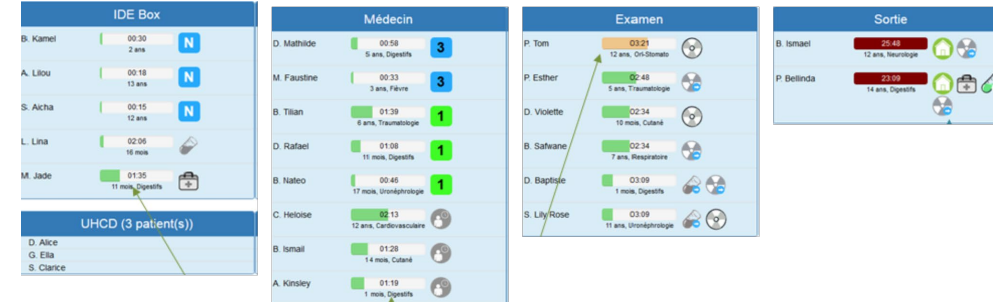 IDE Box
B. Kamel
00:30
2 ans
N
A. Lilou
00:18
13 ans
N
S. Aicha
00:15
12 ans
N
L. Lina
02:06
16 mois
M. Jade
01:35
11 mois, Digestifs
UHCD (3 patient(s))
D. Alice
G. Ella
S. Clarice
Médecin
D. Mathilde
00:58
5 ans, Digestifs
3
M. Faustine
00:33
3 ans, Fièvre
3
B. Tilian
01:39
6 ans, Traumatologie
1
D. Rafael
01:08
11 mois, Digestifs
1
B. Nateo
00:46
17 mois, Uronéphrologie
1
C. Heloise
02:13
12 ans, Cardiovasculaire
B. Ismail
01:28
14 mois, Cutané
A. Kinsley
01:19
1 mois, Digestifs
Examen
P. Tom
03:21
12 ans, Orl-Stomato
P. Esther
02:48
5 ans, Traumatologie
D. Violette
02:34
10 mois, Cutané
B. Safwane
02:34
7 ans, Respiratoire
D. Baptiste
03:09
1 mois, Digestifs
S. Lily Rose
03:09
11 ans, Uronéphrologie
Sortie
B. Ismael
25:48
12 ans, Neurologie
P. Bellinda
23:09
14 ans, Digestifs